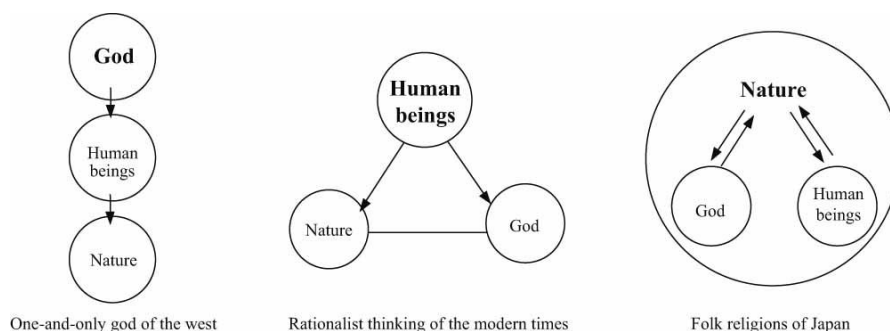 God
Human
beings
Nature
One-and-only god of the west
Human
beings
Nature
God
Rationalist thinking of the modern times
Nature
God
Human
beings
Folk religions of Japan